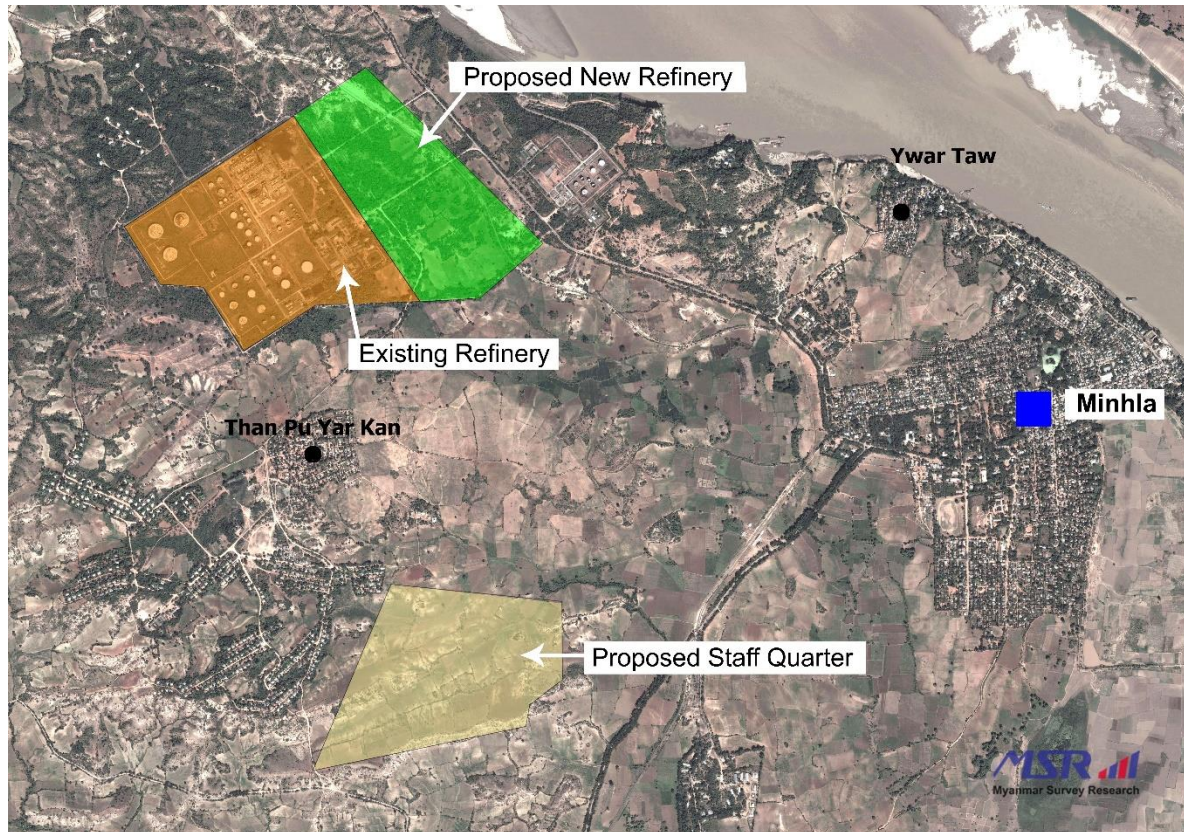 Proposed New Refinery
Ywar Taw
Existing Refinery
Minhla
Than Pu Yar Kan
Proposed Staff Quarter
MSR
Myanmar Survey Research